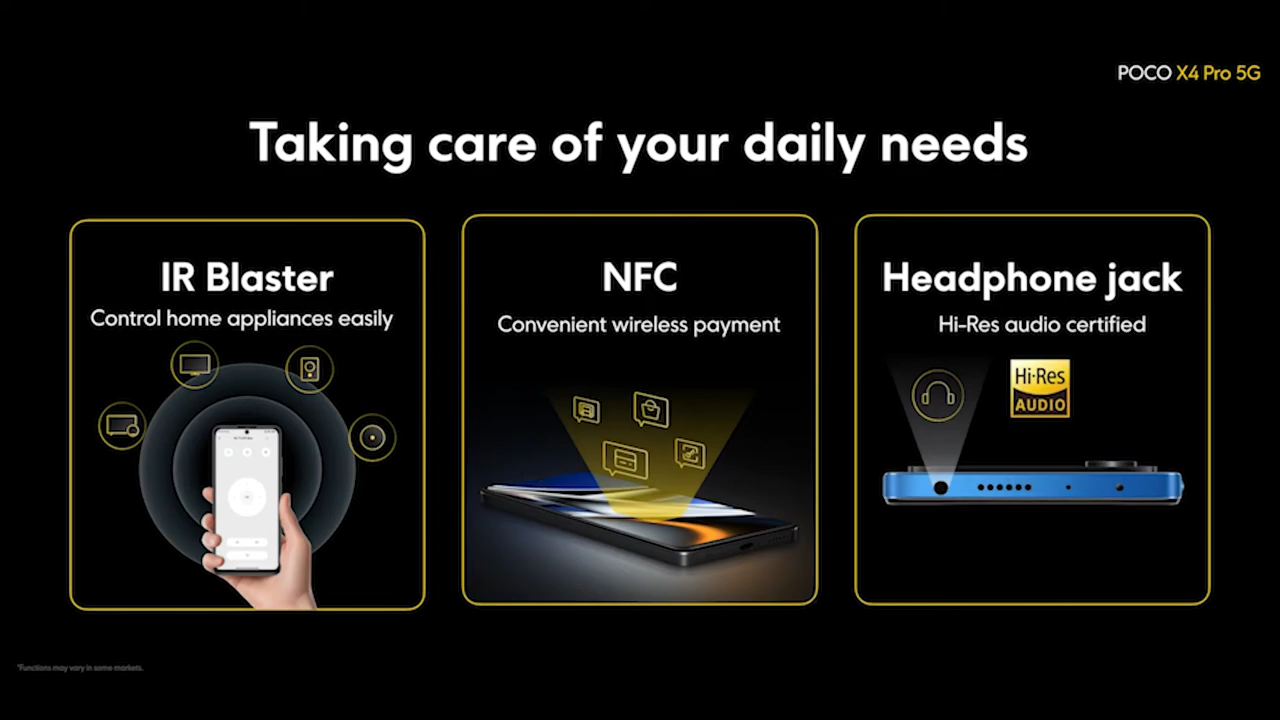 POCO X4 Pro 5G
Taking care of your daily needs
IR Blaster
Control home appliances easily
NFC
Convenient wireless payment
Headphone jack
Hi-Res audio certified
Hi-Res
AUDIO
*Functions may vary in some markets.